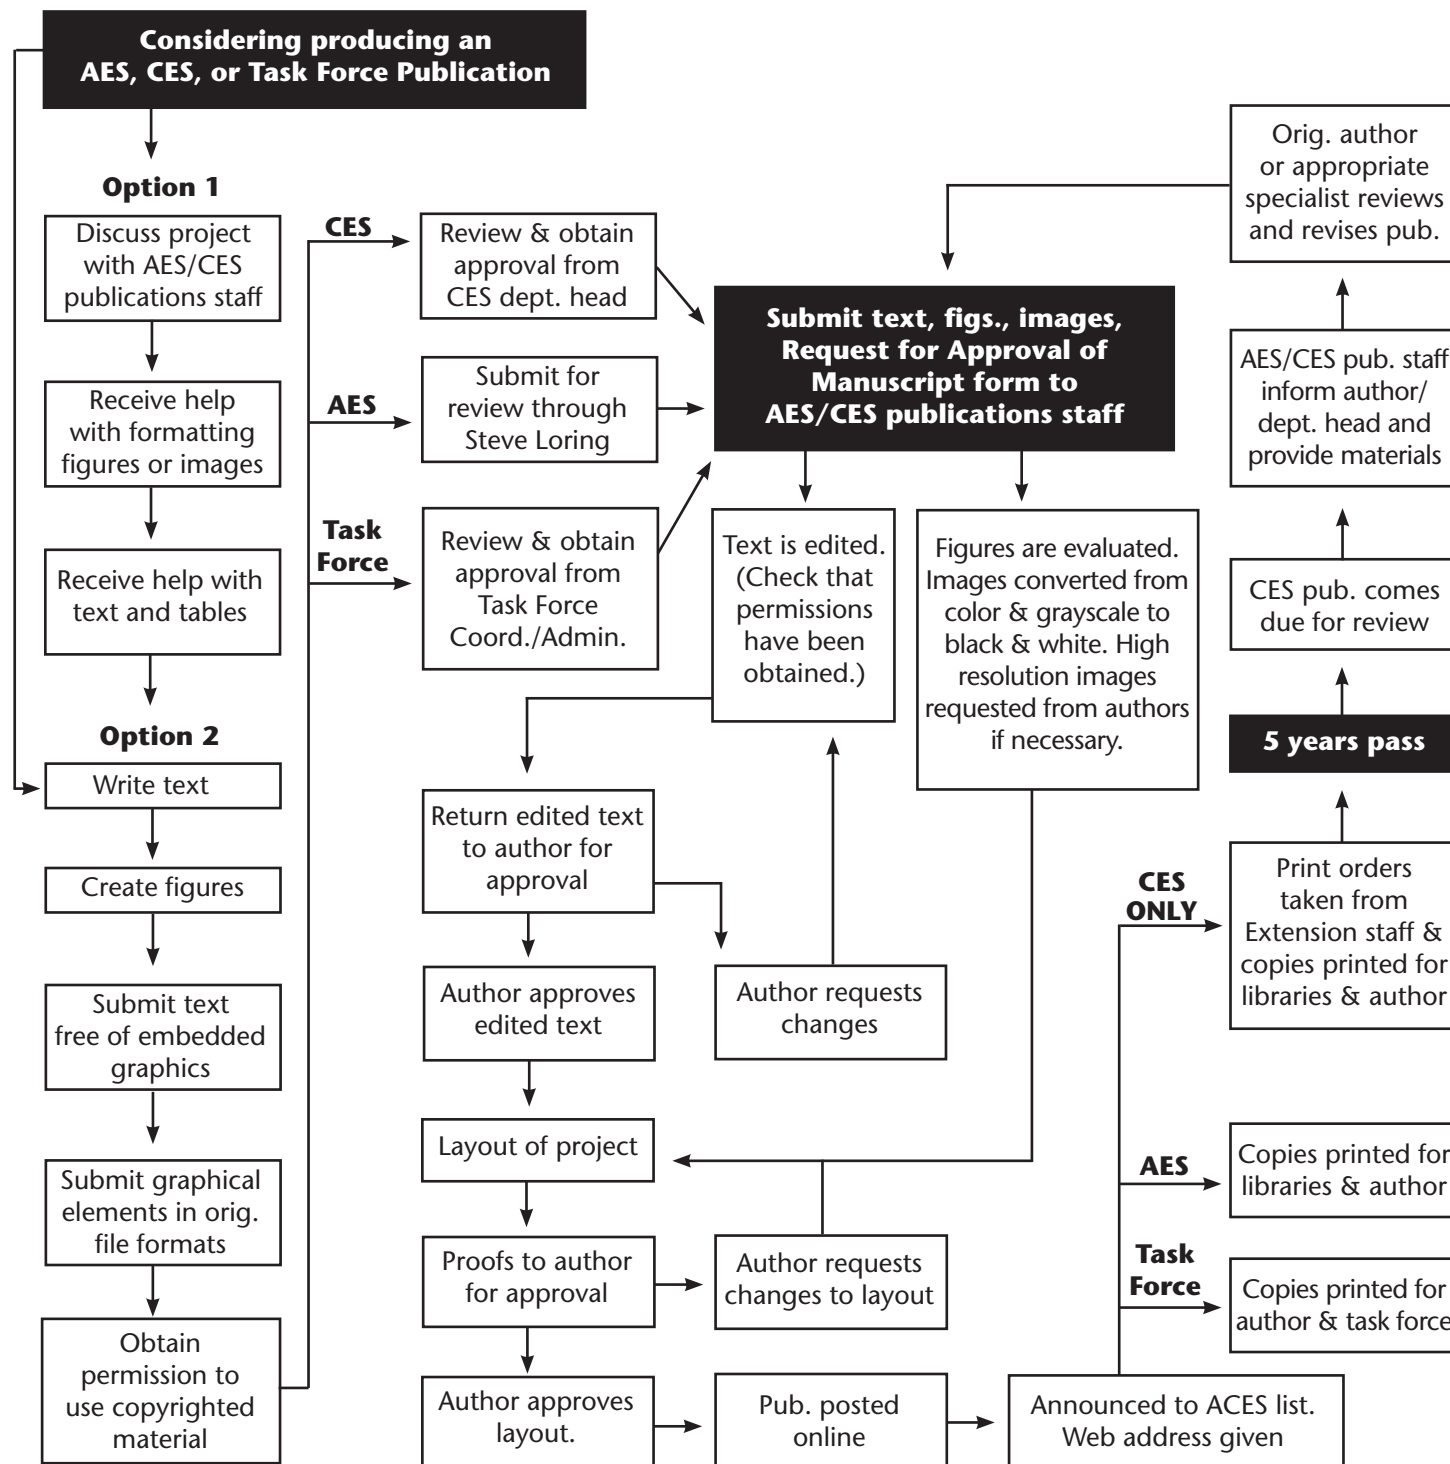 Considering producing an
AES, CES, or Task Force Publication
Option 1
Discuss project
with AES/CES
publications staff
Receive help
with formatting
figures or images
Receive help with
text and tables
Option 2
Write text
Create figures
Submit text
free of embedded
graphics
Submit graphical
elements in orig.
file formats
Obtain
permission to
use copyrighted
material
CES
Review & obtain
approval from
CES dept. head
AES
Submit for
review through
Steve Loring
Task
Force
Review & obtain
approval from
Task Force
Coord./Admin.
Submit text, figs., images,
Request for Approval of
Manuscript form to
AES/CES publications staff
Text is edited.
(Check that
permissions
have been
obtained.)
Figures are evaluated.
Images converted from
color & grayscale to
black & white. High
resolution images
requested from authors
if necessary.
Return edited text
to author for
approval
Author approves
edited text
Author requests
changes
Layout of project
Proofs to author
for approval
Author requests
changes to layout
Author approves
layout.
Pub. posted
online
Announced to ACES list.
Web address given
CES
ONLY
Print orders
taken from
Extension staff &
copies printed for
libraries & author
AES
Copies printed for
libraries & author
Task
Force
Copies printed for
author & task force
5 years pass
CES pub. comes
due for review
AES/CES pub. staff
inform author/
dept. head and
provide materials
Orig. author
or appropriate
specialist reviews
and revises pub.